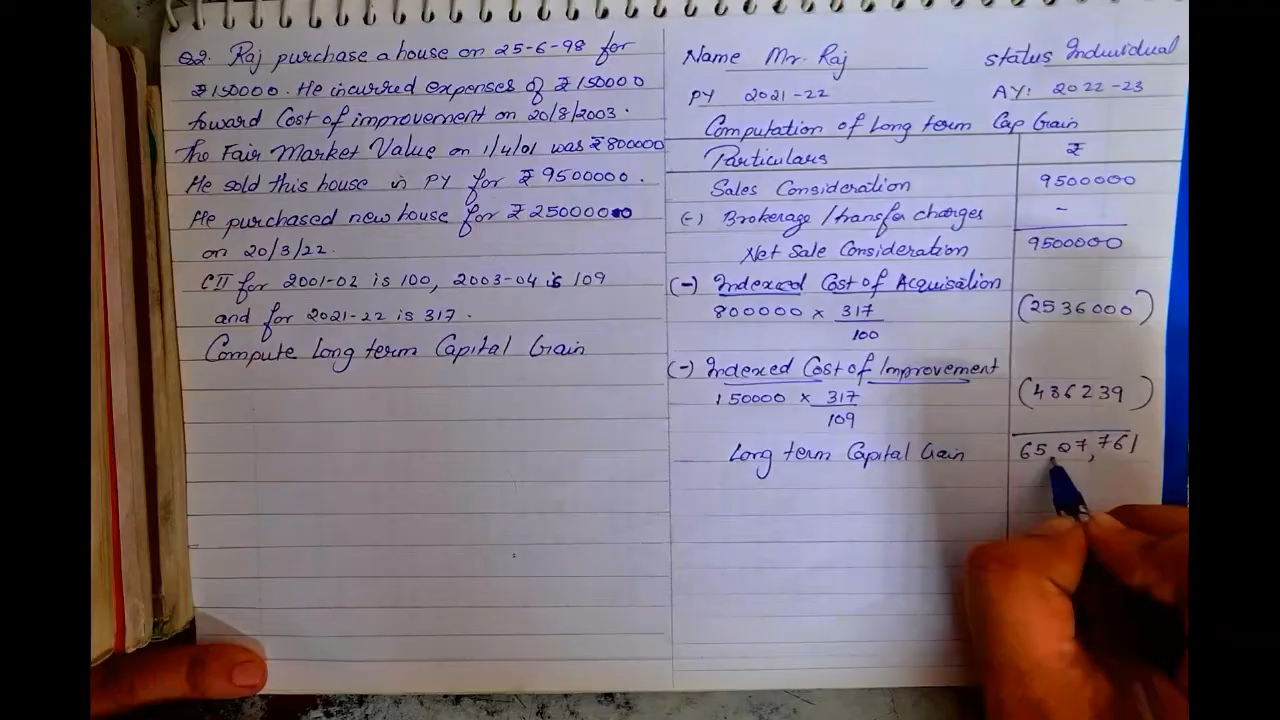 Q2. Raj purchase a house on 25-6-98 for
₹150000. He incurred expenses of ₹150000
toward Cost of improvement on 20/8/2003.
The Fair Market Value on 1/4/01 was ₹800000
He sold this house in PY for ₹9500000.
He purchased new house for ₹2500000
on 20/3/22.
CII for 2001-02 is 100, 2003-04 is 109
and for 2021-22 is 317.
Compute Long term Capital Gain
Name Mr. Raj Status Individual
PY 2021-22 AY: 2022-23
Computation of Long term Cap Gain
Particulars ₹
Sales Consideration 9500000
(-) Brokerage / transfer charges -
Net Sale Consideration 9500000
(-) Indexed Cost of Acquisation
800000 × 317 (2536000)
100
(-) Indexed Cost of Improvement
150000 × 317 (436239)
109
Long term Capital Gain 65,27,761